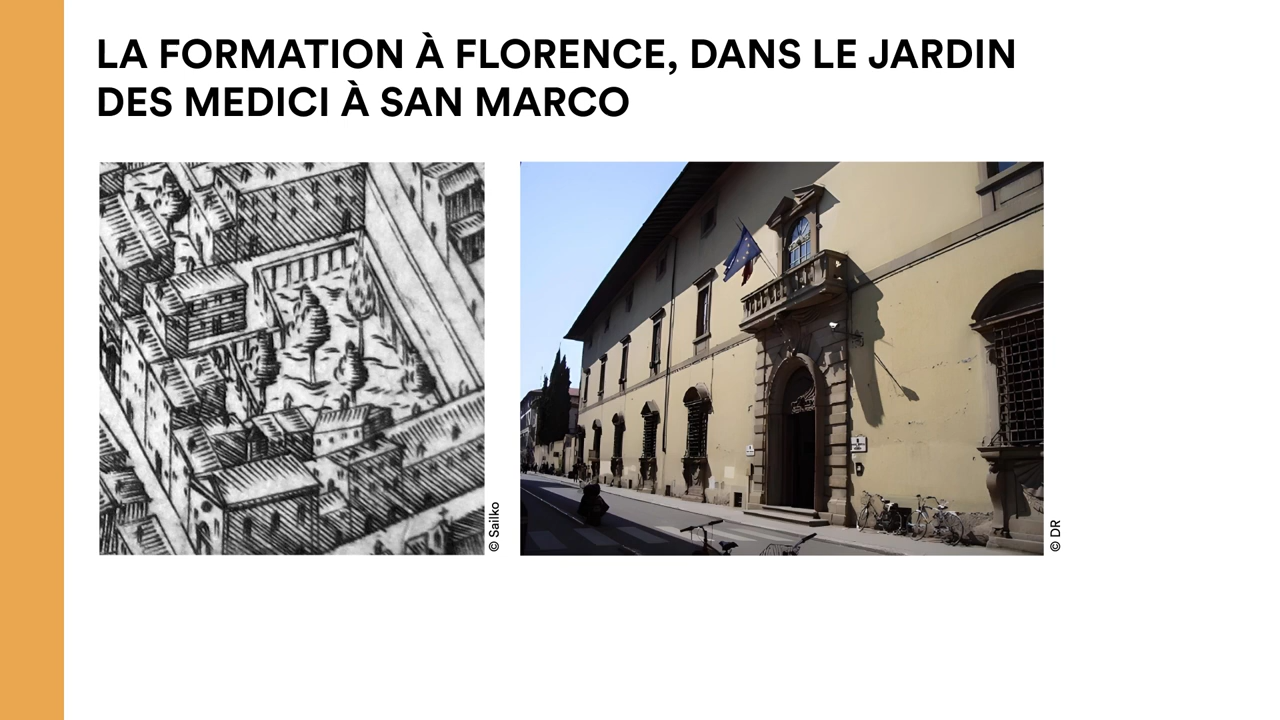 LA FORMATION À FLORENCE, DANS LE JARDIN
DES MEDICI À SAN MARCO
© Sailko
© DR